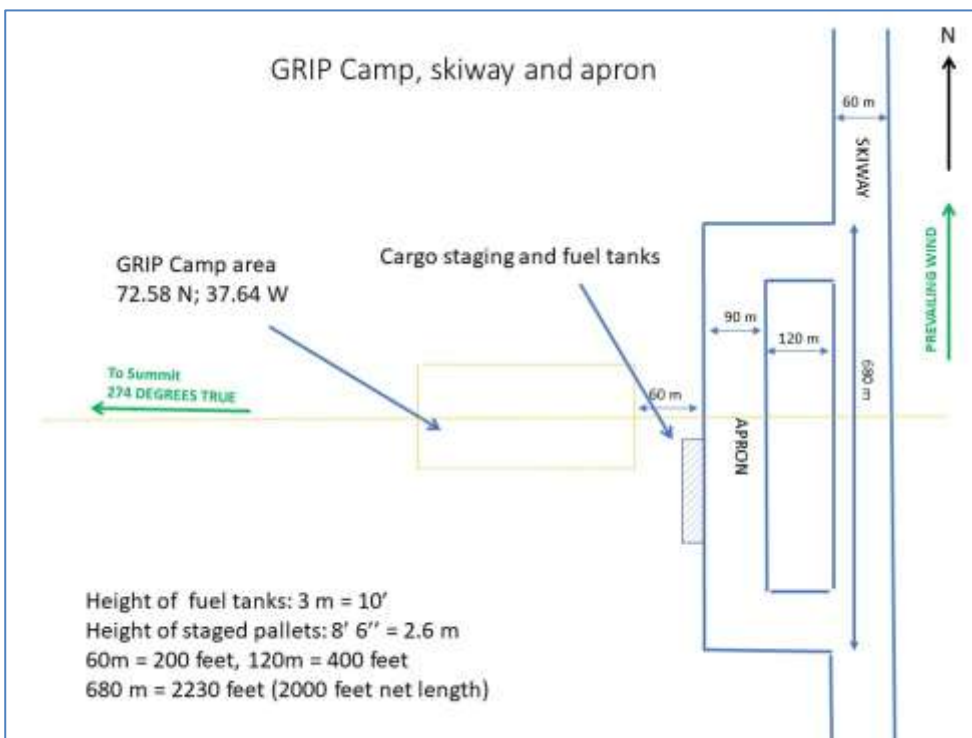 GRIP Camp, skiway and apron
N
60 m
SKIWAY
PREVAILING WIND
GRIP Camp area
72.58 N; 37.64 W
Cargo staging and fuel tanks
90 m
120 m
680 m
To Summit
274 DEGREES TRUE
60 m
APRON
Height of fuel tanks: 3 m = 10’
Height of staged pallets: 8’ 6’’ = 2.6 m
60m = 200 feet, 120m = 400 feet
680 m = 2230 feet (2000 feet net length)